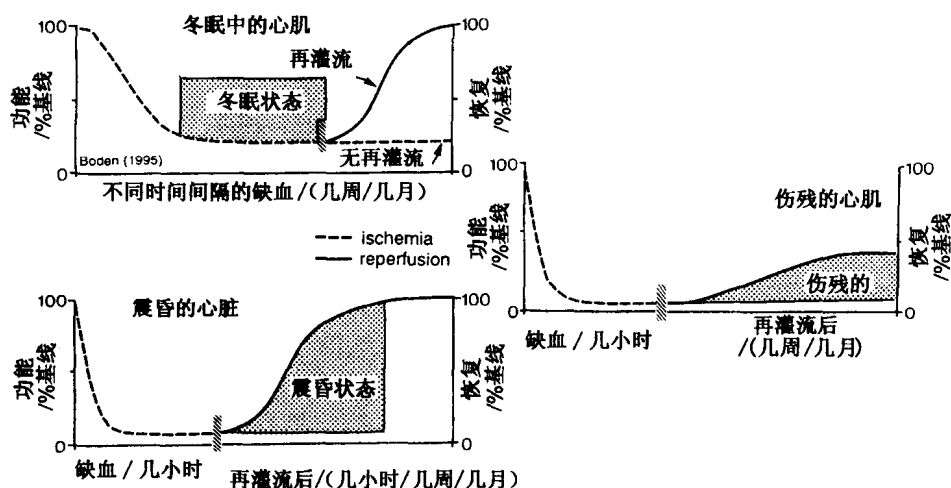 冬眠中的心肌
100
功能
/%基线
0
再灌流
冬眠状态
无再灌流
Boden (1995)
100
恢复
/%基线
0
不同时间间隔的缺血/(几周/几月)
ischemia
reperfusion
震昏的心脏
100
功能
/%基线
0
震昏状态
100
恢复
/%基线
0
缺血/几小时
再灌流后/(几小时/几周/几月)
伤残的心肌
100
功能
/%基线
0
伤残的
100
恢复
/%基线
0
缺血/几小时
再灌流后
/(几周/几月)